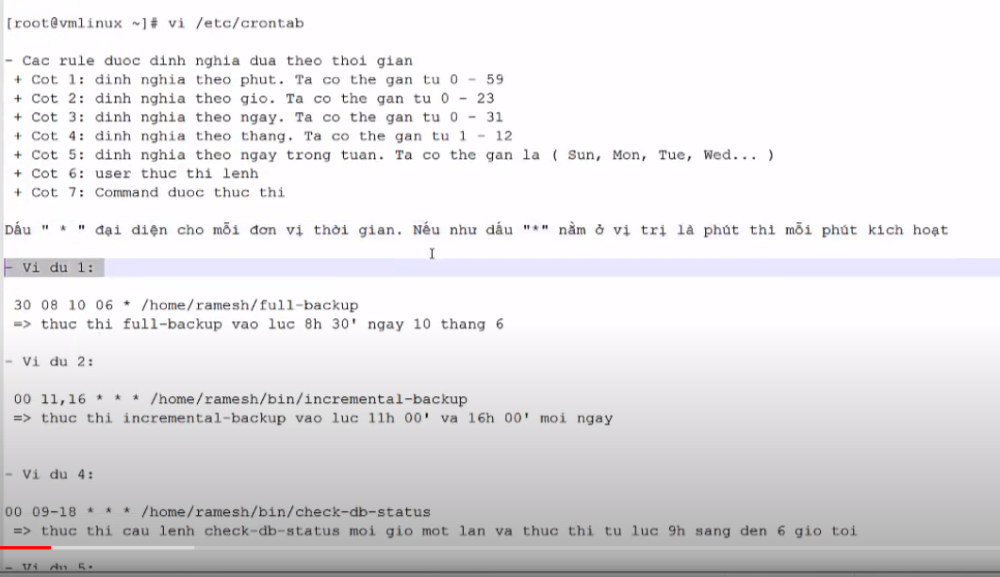 [root@vmlinux ~]# vi /etc/crontab
- Cac rule duoc dinh nghia dua theo thoi gian
+ Cot 1: dinh nghia theo phut. Ta co the gan tu 0 - 59
+ Cot 2: dinh nghia theo gio. Ta co the gan tu 0 - 23
+ Cot 3: dinh nghia theo ngay. Ta co the gan tu 0 - 31
+ Cot 4: dinh nghia theo thang. Ta co the gan tu 1 - 12
+ Cot 5: dinh nghia theo ngay trong tuan. Ta co the gan la ( Sun, Mon, Tue, Wed... )
+ Cot 6: user thuc thi lenh
+ Cot 7: Command duoc thuc thi
Dấu " * " đại diện cho mỗi đơn vị thời gian. Nếu như dấu "*" nằm ở vị trị là phút thì mỗi phút kích hoạt
- Vi du 1:
30 08 10 06 * /home/ramesh/full-backup
=> thuc thi full-backup vao luc 8h 30' ngay 10 thang 6
- Vi du 2:
00 11,16 * * * /home/ramesh/bin/incremental-backup
=> thuc thi incremental-backup vao luc 11h 00' va 16h 00' moi ngay
- Vi du 4:
00 09-18 * * * /home/ramesh/bin/check-db-status
=> thuc thi cau lenh check-db-status moi gio mot lan va thuc thi tu luc 9h sang den 6 gio toi
- Vi du 5: